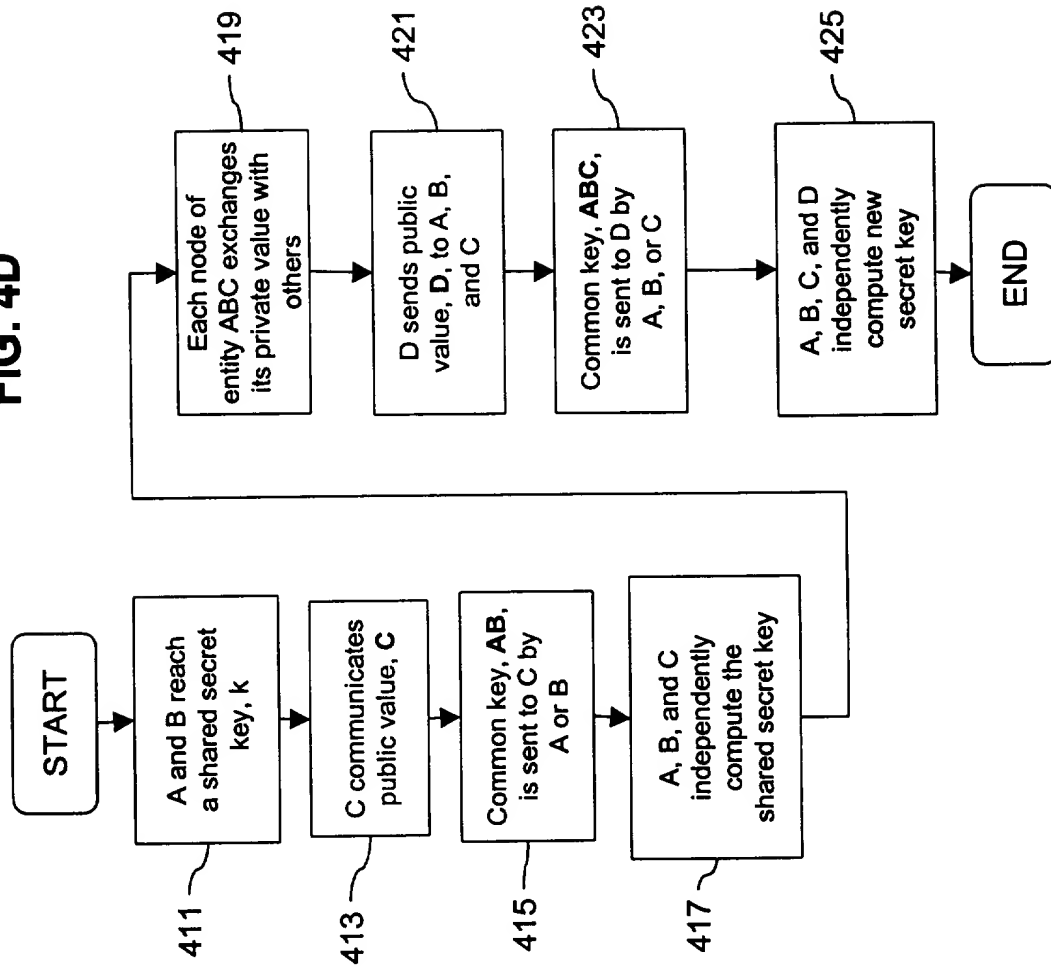 FIG. 4D
START
A and B reach
a shared secret
key, k
411
C communicates
public value, C
413
Common key, AB,
is sent to C by
A or B
415
A, B, and C
independently
compute the
shared secret key
417
Each node of
entity ABC exchanges
its private value with
others
419
D sends public
value, D, to A, B,
and C
421
Common key, ABC,
is sent to D by
A, B, or C
423
A, B, C, and D
independently
compute new
secret key
425
END